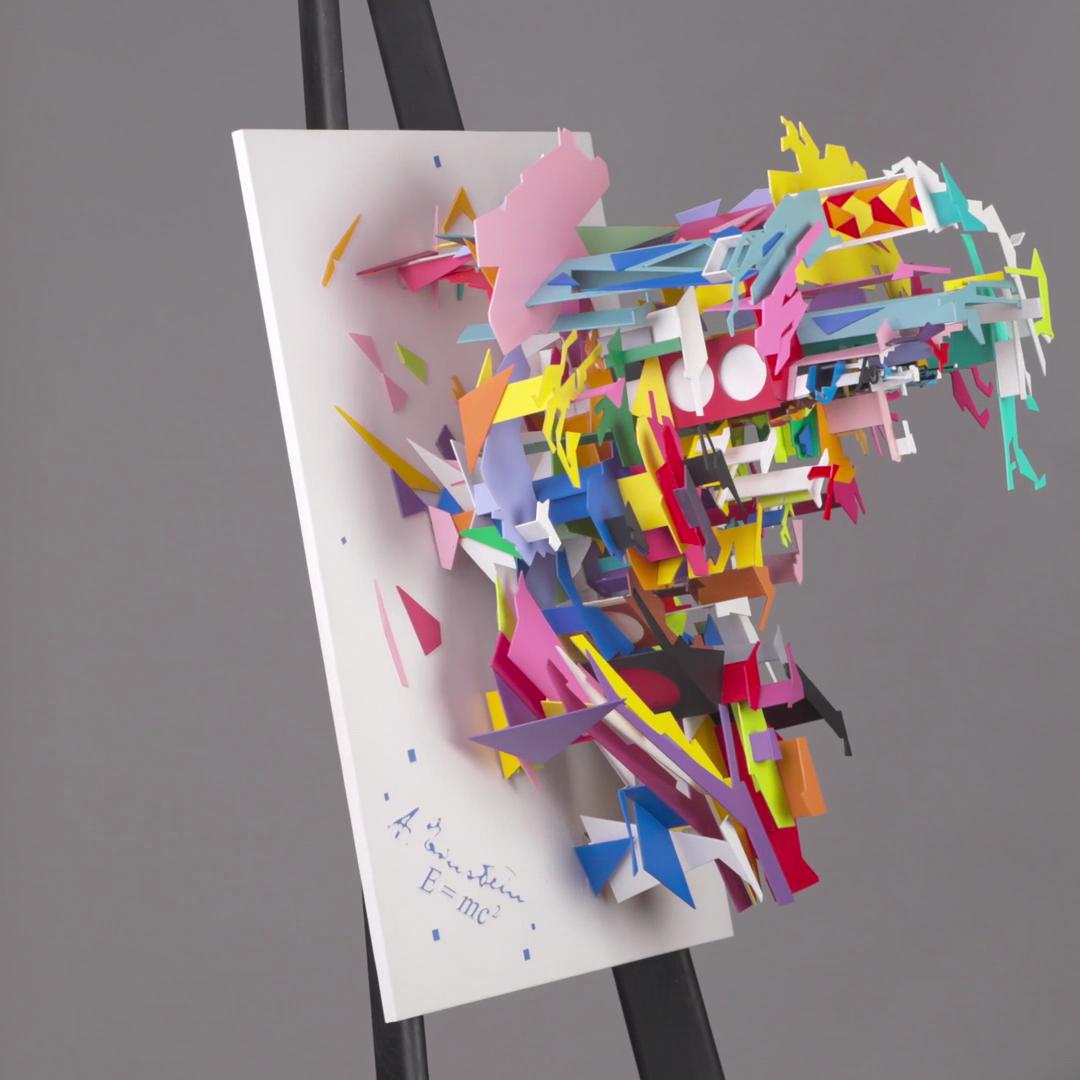 A. Einstein
E = mc²